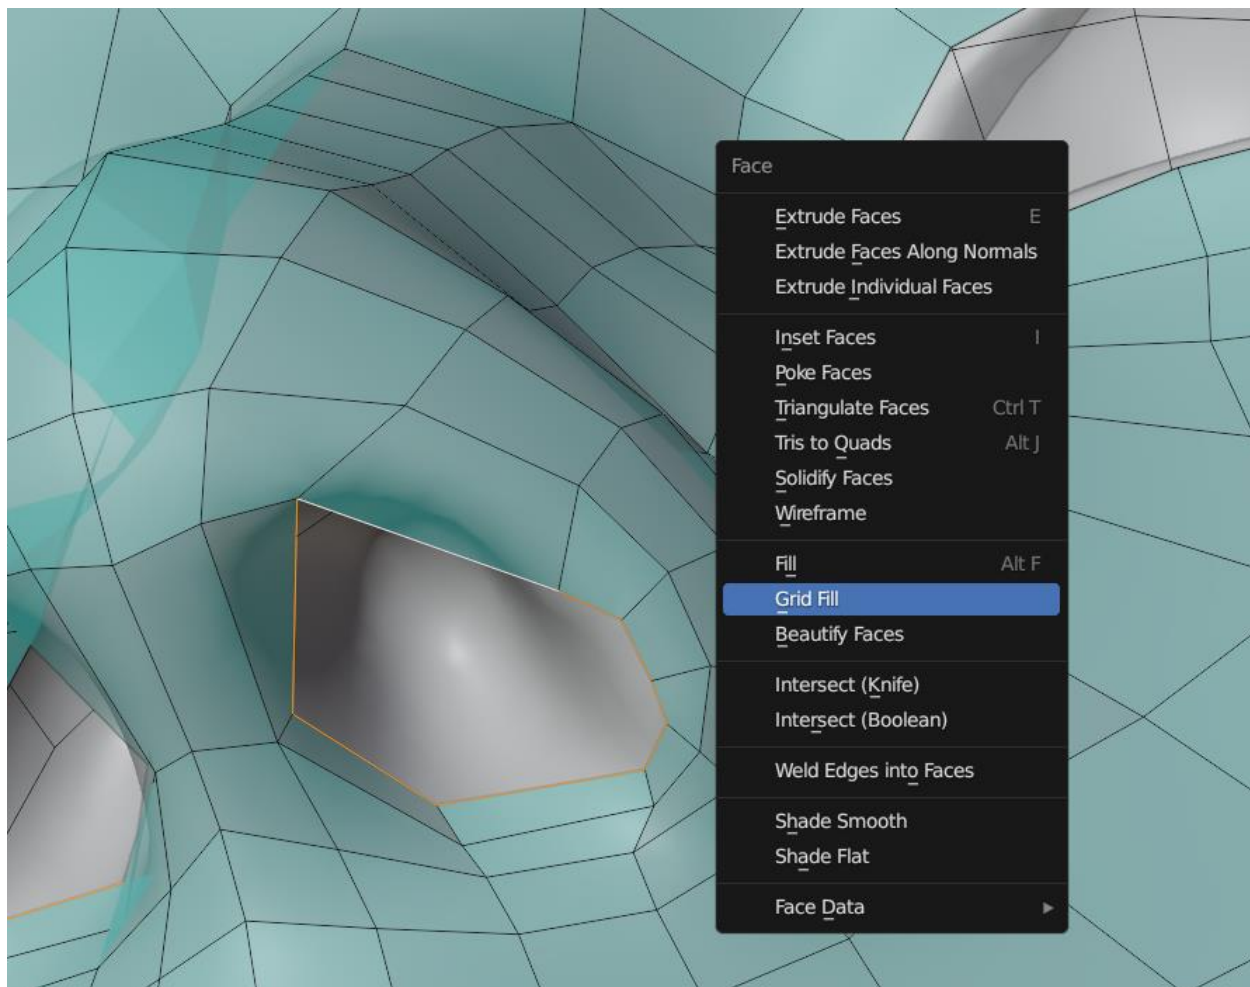 Face
Extrude Faces E
Extrude Faces Along Normals
Extrude Individual Faces
Inset Faces I
Poke Faces
Triangulate Faces Ctrl T
Tris to Quads Alt J
Solidify Faces
Wireframe
Fill Alt F
Grid Fill
Beautify Faces
Intersect (Knife)
Intersect (Boolean)
Weld Edges into Faces
Shade Smooth
Shade Flat
Face Data